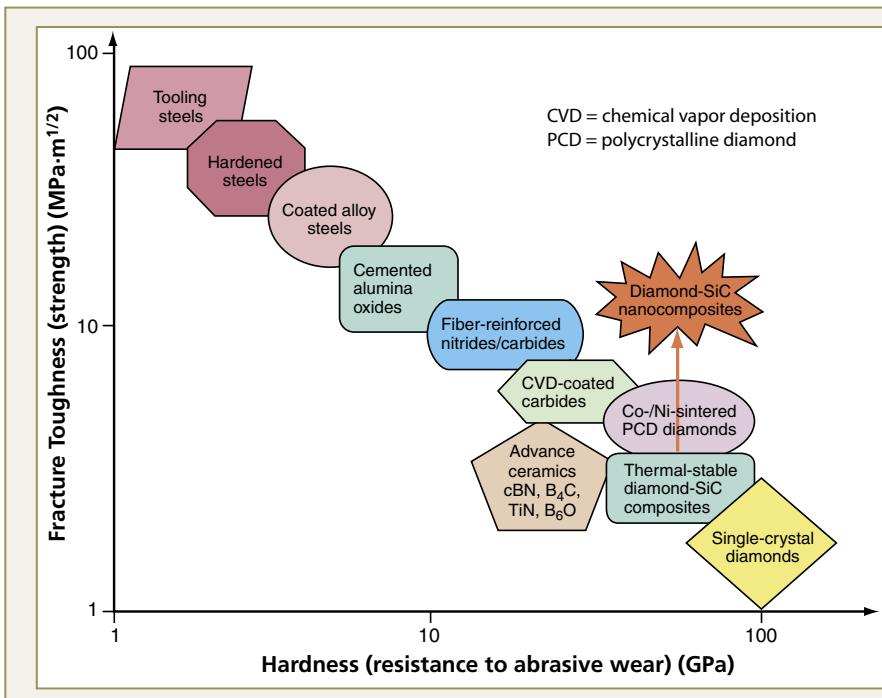 Fracture Toughness (strength) (MPa·m1/2)
100
10
1
Tooling
steels
Hardened
steels
Coated alloy
steels
Cemented
alumina
oxides
Fiber-reinforced
nitrides/carbides
CVD-coated
carbides
Advance
ceramics
cBN, B4C,
TiN, B6O
CVD = chemical vapor deposition
PCD = polycrystalline diamond
Diamond-SiC
nanocomposites
Co-/Ni-sintered
PCD diamonds
Thermal-stable
diamond-SiC
composites
Single-crystal
diamonds
1
10
100
Hardness (resistance to abrasive wear) (GPa)